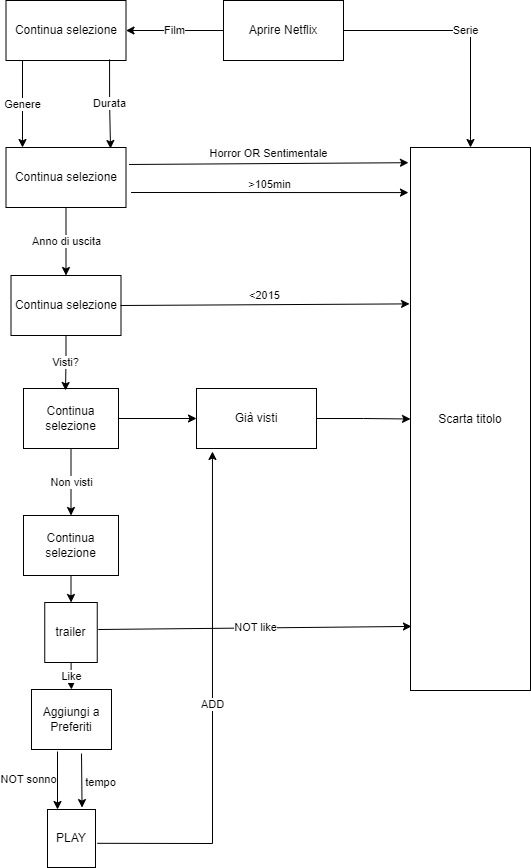 Continua selezione
Film
Aprire Netflix
Serie
Genere
Durata
Continua selezione
Horror OR Sentimentale
>105min
Anno di uscita
Continua selezione
<2015
Visti?
Continua
selezione
Già visti
Scarta titolo
Non visti
Continua
selezione
trailer
NOT like
Like
Aggiungi a
Preferiti
ADD
NOT sonno
tempo
PLAY